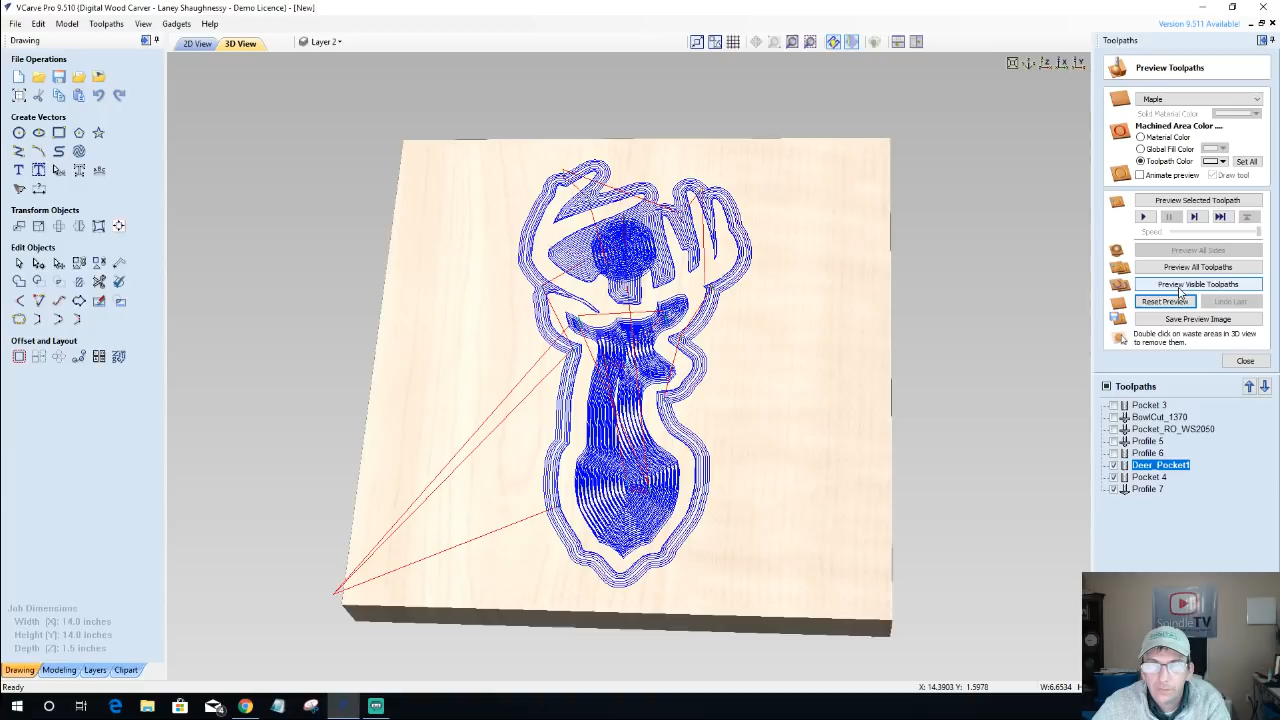 VCarve Pro 9.510 {Digital Wood Carver - Laney Shaughnessy - Demo Licence} - [New]
File Edit Model Toolpaths View Gadgets Help
Version 9.511 Available!
Drawing
2D View 3D View Layer 2
Toolpaths
File Operations
Create Vectors
Transform Objects
Edit Objects
Offset and Layout
Job Dimensions
Width [X]: 14.0 inches
Height [Y]: 14.0 inches
Depth [Z]: 1.5 inches
Drawing Modeling Layers Clipart
Ready
X: 14.3903 Y: 1.5978
W:6.6534 H
Preview Toolpaths
Maple
Solid Material Color
Machined Area Color ....
Material Color
Global Fill Color
Toolpath Color Set All
Animate preview Draw tool
Preview Selected Toolpath
Speed:
Preview All Sides
Preview All Toolpaths
Preview Visible Toolpaths
Reset Preview Undo Last
Save Preview Image
Double click on waste areas in 3D view
to remove them.
Close
Toolpaths
Pocket 3
BowlCut_1370
Pocket_RO_WS2050
Profile 5
Profile 6
Deer_Pocket1
Pocket 4
Profile 7
SpindleTV